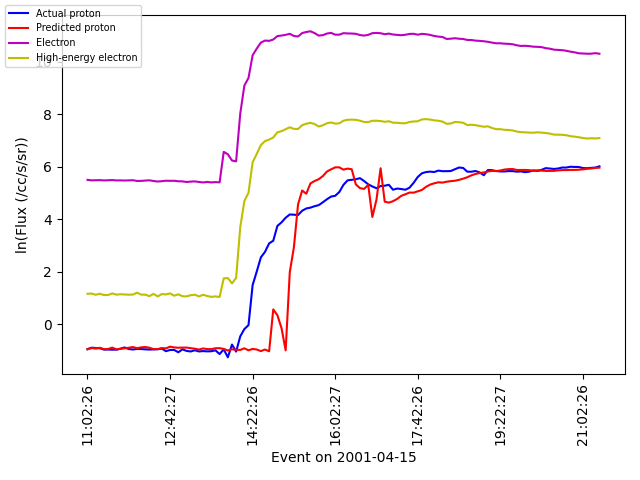 Actual proton
Predicted proton
Electron
High-energy electron
10
8
6
4
2
0
ln(Flux (/cc/s/sr))
11:02:26
12:42:27
14:22:26
16:02:27
17:42:26
19:22:27
21:02:26
Event on 2001-04-15